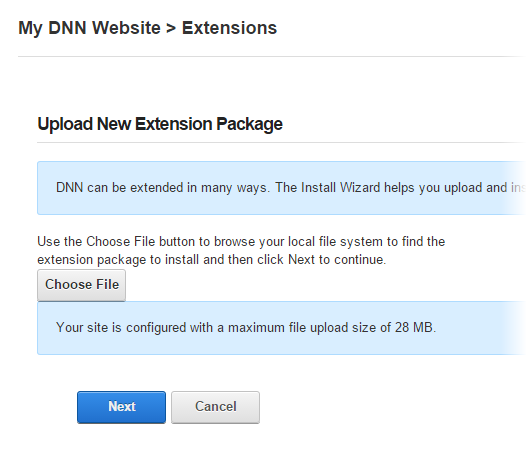 My DNN Website > Extensions
Upload New Extension Package
DNN can be extended in many ways. The Install Wizard helps you upload and
Use the Choose File button to browse your local file system to find the
extension package to install and then click Next to continue.
Choose File
Your site is configured with a maximum file upload size of 28 MB.
Next
Cancel